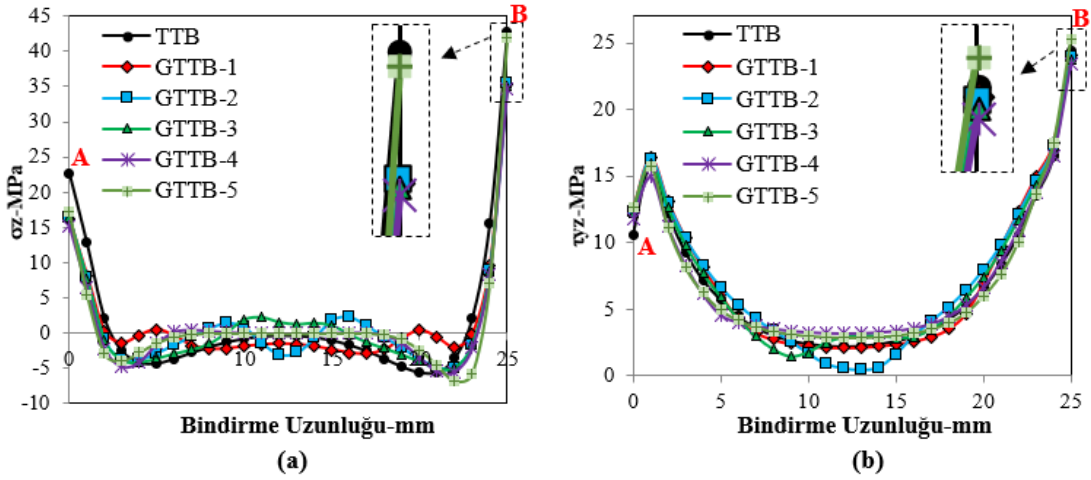 45
40
35
30
25
20
15
10
5
0
-5
-10
σz-MPa
A
B
TTB
GTTB-1
GTTB-2
GTTB-3
GTTB-4
GTTB-5
0
5
10
15
20
25
Bindirme Uzunluğu-mm
(a)
25
20
15
10
5
0
τyz-MPa
A
B
TTB
GTTB-1
GTTB-2
GTTB-3
GTTB-4
GTTB-5
0
5
10
15
20
25
Bindirme Uzunluğu-mm
(b)